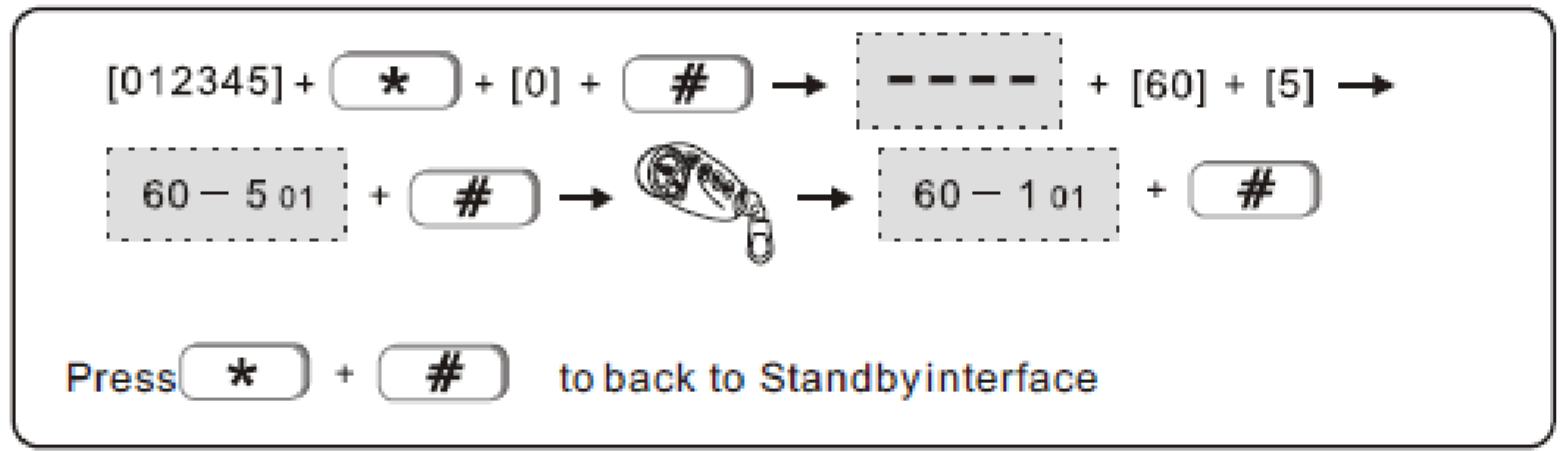 [012345] + * + [0] + # → ---- + [60] + [5] →
60 — 5 01 + # → → 60 — 1 01 + #
Press * + # to back to Standbyinterface